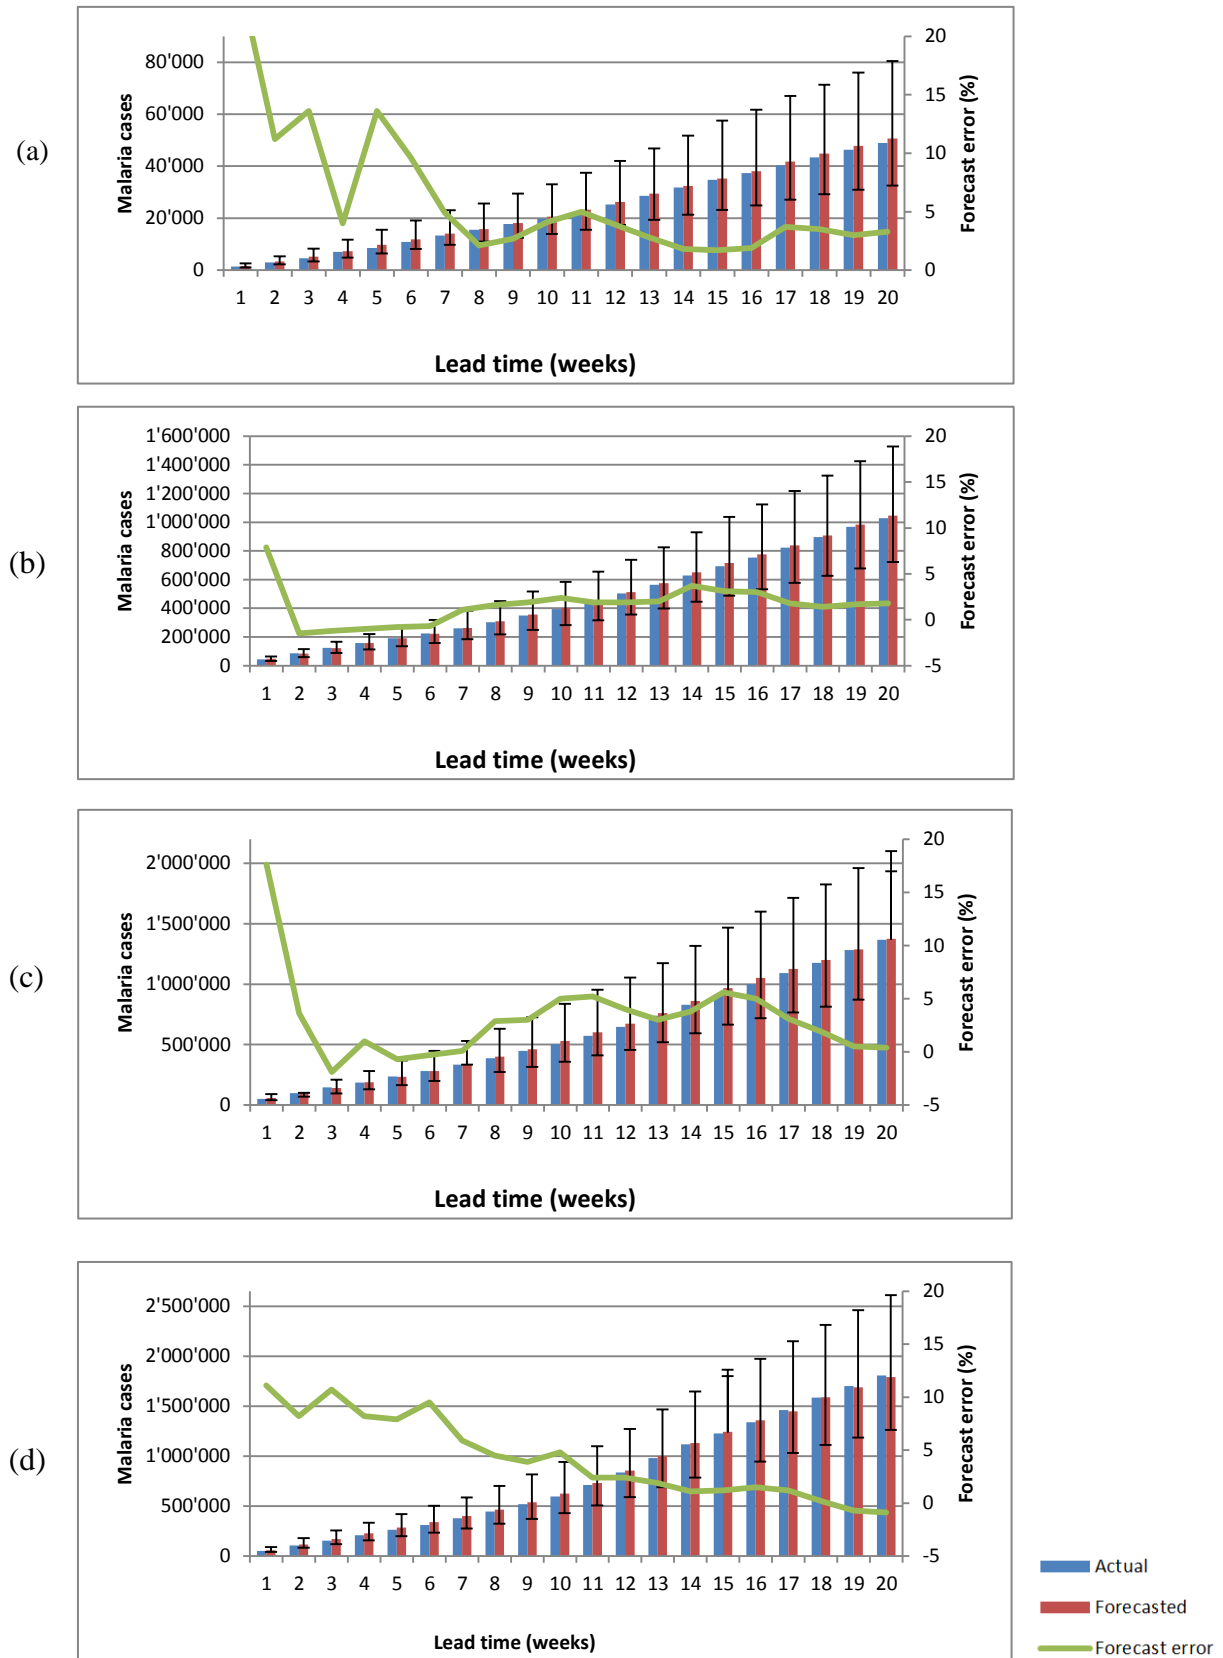 (a)
Malaria cases
80'000
60'000
40'000
20'000
0
20
15
10
5
0
Forecast error (%)
1 2 3 4 5 6 7 8 9 10 11 12 13 14 15 16 17 18 19 20
Lead time (weeks)
(b)
Malaria cases
1'600'000
1'400'000
1'200'000
1'000'000
800'000
600'000
400'000
200'000
0
20
15
10
5
0
-5
Forecast error (%)
1 2 3 4 5 6 7 8 9 10 11 12 13 14 15 16 17 18 19 20
Lead time (weeks)
(c)
Malaria cases
2'000'000
1'500'000
1'000'000
500'000
0
20
15
10
5
0
-5
Forecast error (%)
1 2 3 4 5 6 7 8 9 10 11 12 13 14 15 16 17 18 19 20
Lead time (weeks)
(d)
Malaria cases
2'500'000
2'000'000
1'500'000
1'000'000
500'000
0
20
15
10
5
0
-5
Forecast error (%)
1 2 3 4 5 6 7 8 9 10 11 12 13 14 15 16 17 18 19 20
Lead time (weeks)
Actual
Forecasted
Forecast error